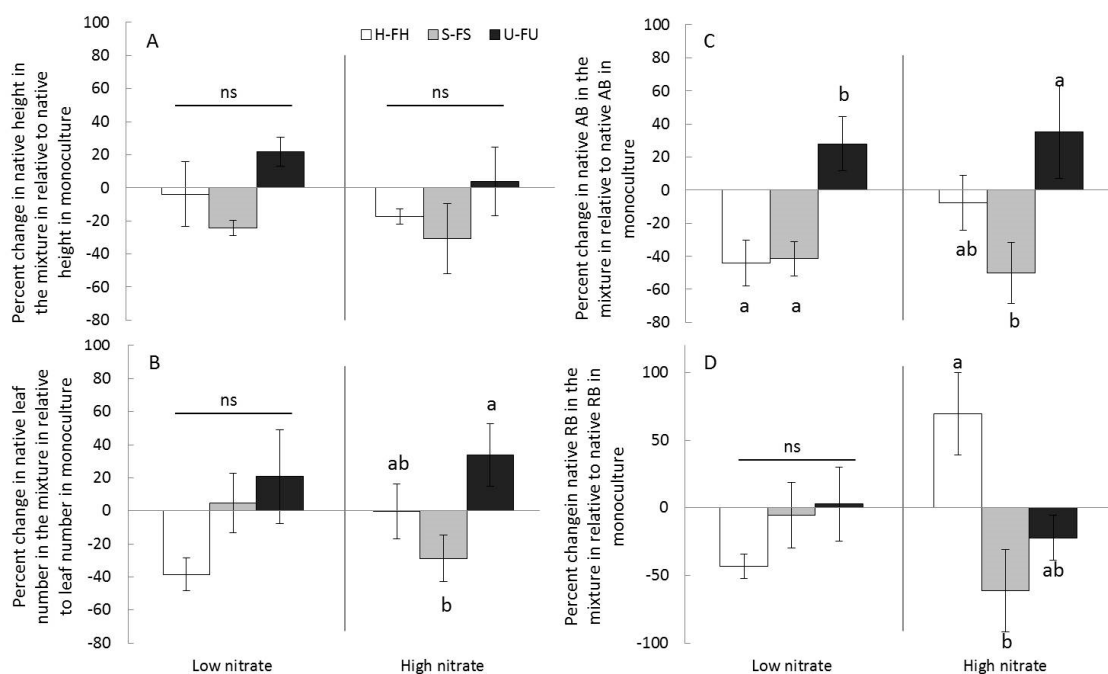 A
H-FH S-FS U-FU
Percent change in native height in
the mixture in relative to native
height in monoculture
100
80
60
40
20
0
-20
-40
-60
-80
ns
ns
B
Percent change in native leaf
number in the mixture in relative
to leaf number in monoculture
100
80
60
40
20
0
-20
-40
-60
-80
ns
ab
b
a
Low nitrate
High nitrate
C
Percent change in native AB in the
mixture in relative to native AB in
monoculture
100
80
60
40
20
0
-20
-40
-60
-80
a
a
b
ab
b
a
D
Percent changein native RB in the
mixture in relative to native RB in
monoculture
-100
50
0
-50
-100
ns
a
b
ab
Low nitrate
High nitrate